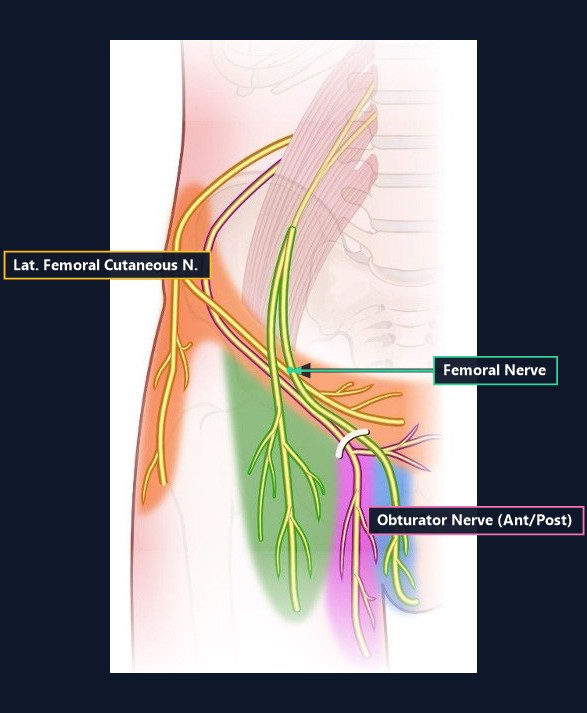 Lat. Femoral Cutaneous N.
Femoral Nerve
Obturator Nerve (Ant/Post)